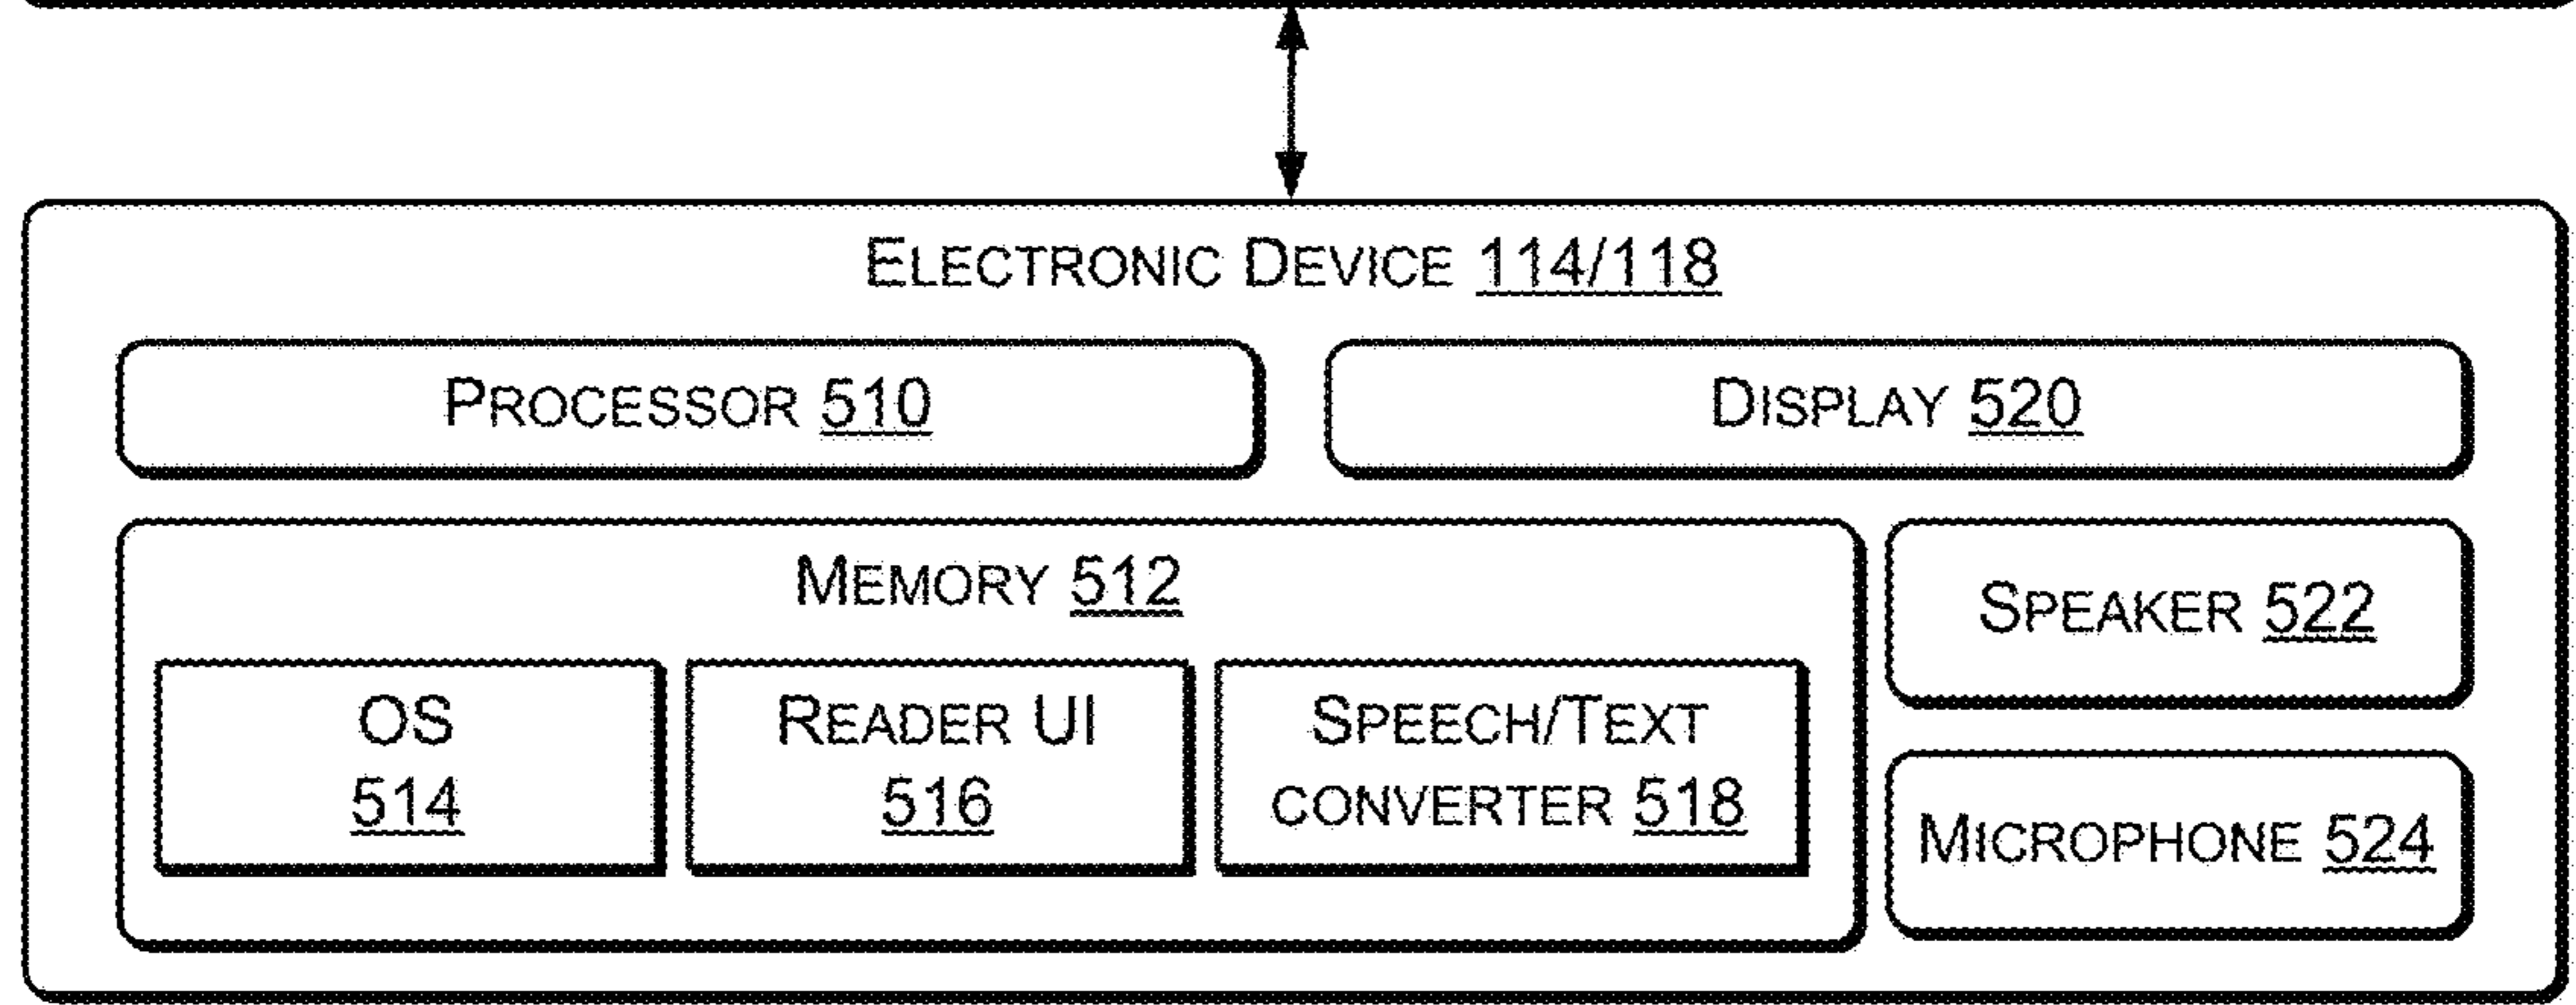 ELECTRONIC DEVICE 114/118
PROCESSOR 510
DISPLAY 520
MEMORY 512
OS
514
READER UI
516
SPEECH/TEXT
CONVERTER 518
SPEAKER 522
MICROPHONE 524